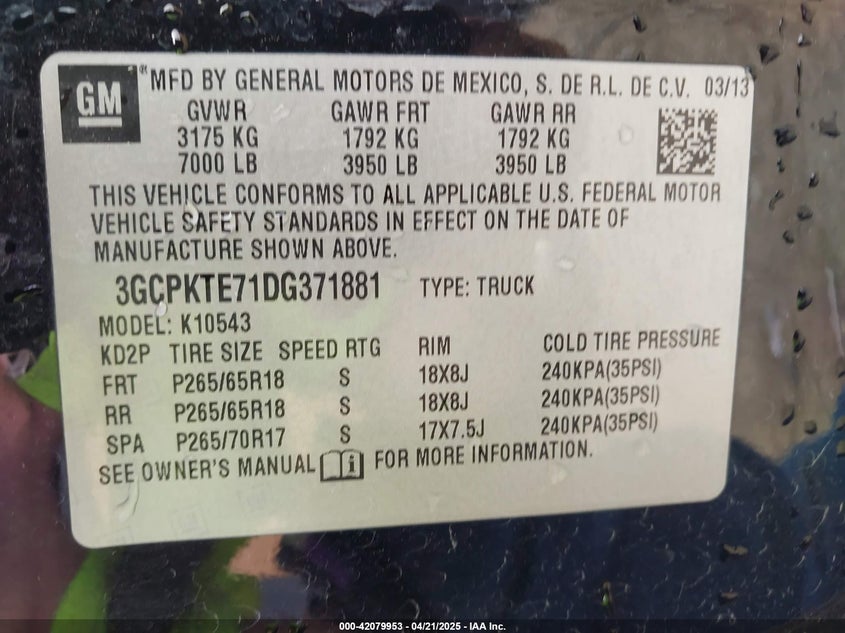 GM ® MFD BY GENERAL MOTORS DE MEXICO, S. DE R.L. DE C.V. 03/13
GVWR GAWR FRT GAWR RR
3175 KG 1792 KG 1792 KG
7000 LB 3950 LB 3950 LB
THIS VEHICLE CONFORMS TO ALL APPLICABLE U.S. FEDERAL MOTOR
VEHICLE SAFETY STANDARDS IN EFFECT ON THE DATE OF
MANUFACTURE SHOWN ABOVE.
3GCPKTE71DG371881 TYPE: TRUCK
MODEL: K10543
KD2P TIRE SIZE SPEED RTG RIM COLD TIRE PRESSURE
FRT P265/65R18 S 18X8J 240KPA(35PSI)
RR P265/65R18 S 18X8J 240KPA(35PSI)
SPA P265/70R17 S 17X7.5J 240KPA(35PSI)
SEE OWNER'S MANUAL FOR MORE INFORMATION.
000-42079953 - 04/21/2025 - IAA Inc.